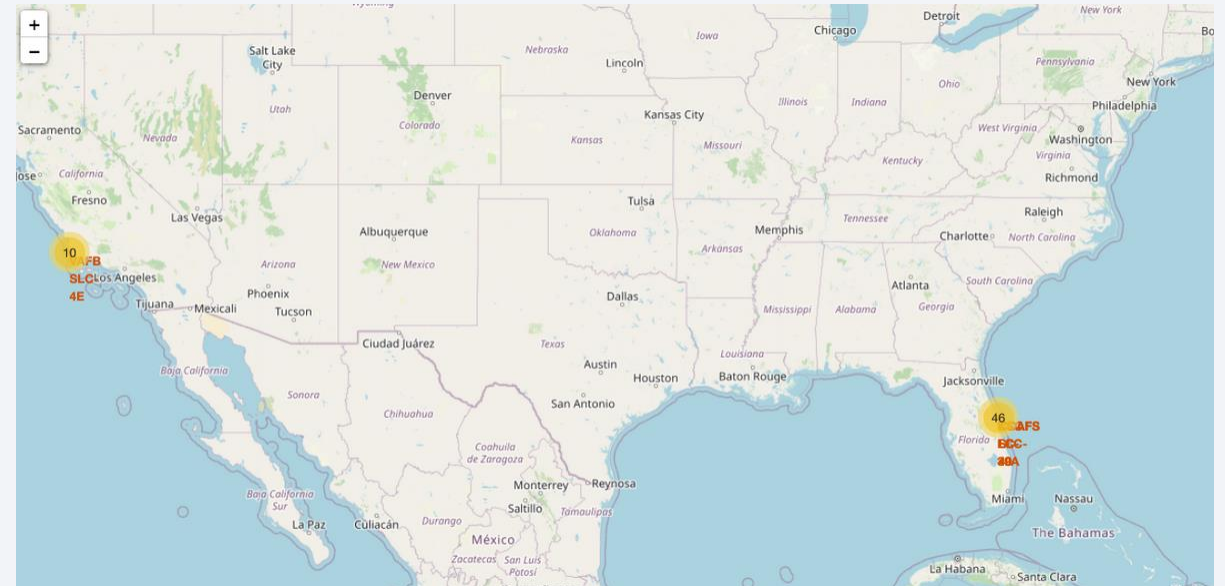 +
−
Wyoming
Detroit
New York
Chicago
Iowa
Salt Lake
City
Nebraska
Lincoln
Pennsylvania
New York
Denver
Utah
Ohio
Philadelphia
Illinois
Indiana
Kansas City
Colorado
Sacramento
Nevada
Kansas
Missouri
West Virginia
Washington
Kentucky
Virginia
California
Richmond
Fresno
Tulsa
Las Vegas
Raleigh
Tennessee
Albuquerque
Oklahoma
Memphis
Charlotte
North Carolina
10
Arkansas
Arizona
New Mexico
SLC-
Los Angeles
4E
South Carolina
Atlanta
Phoenix
Dallas
Tijuana
Mexicali
Tucson
Mississippi
Alabama
Georgia
Ciudad Juárez
Texas
Louisiana
Austin
Baja California
Houston
Baton Rouge
Jacksonville
Sonora
San Antonio
Chihuahua
46
Florida
Coahuila
de Zaragoza
Monterrey
Reynosa
Baja California
Sur
Miami
Nassau
Saltillo
Tamaulipas
La Paz
Culiacán
Durango
The Bahamas
México
Zacatecas
San Luis
Potosí
La Habana
Santa Clara